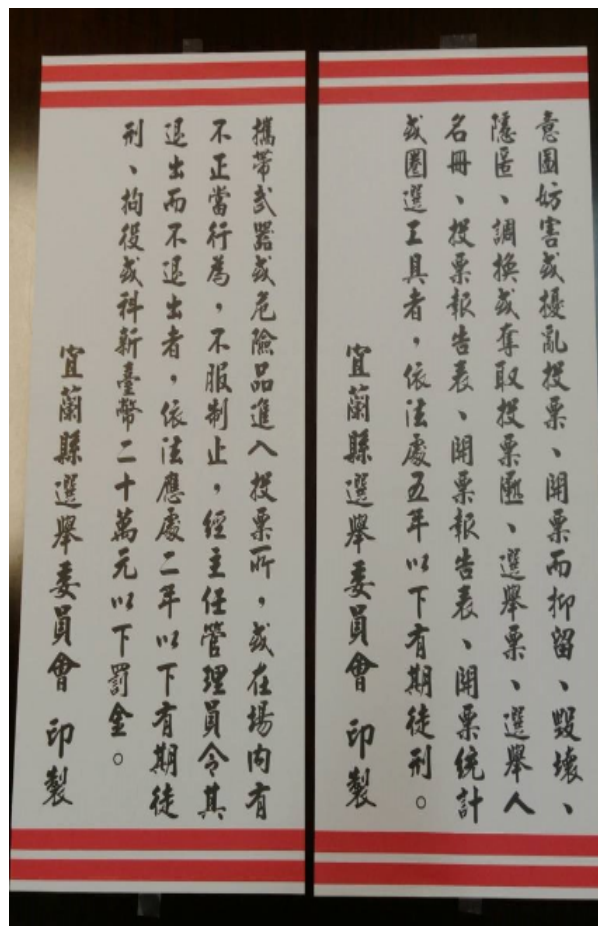 意圖妨害或擾亂投票、開票而抑留、毀壞、
隱匿、調換或奪取投票匭、選舉票、選舉人
名冊、投票報告表、開票報告表、開票統計
或圈選工具者，依法處五年以下有期徒刑。
宜蘭縣選舉委員會 印製
攜帶武器或危險品進入投票所，或在場內有
不正當行為，不服制止，經主任管理員令其
退出而不退出者，依法應處二年以下有期徒
刑、拘役或科新臺幣二十萬元以下罰金。
宜蘭縣選舉委員會 印製